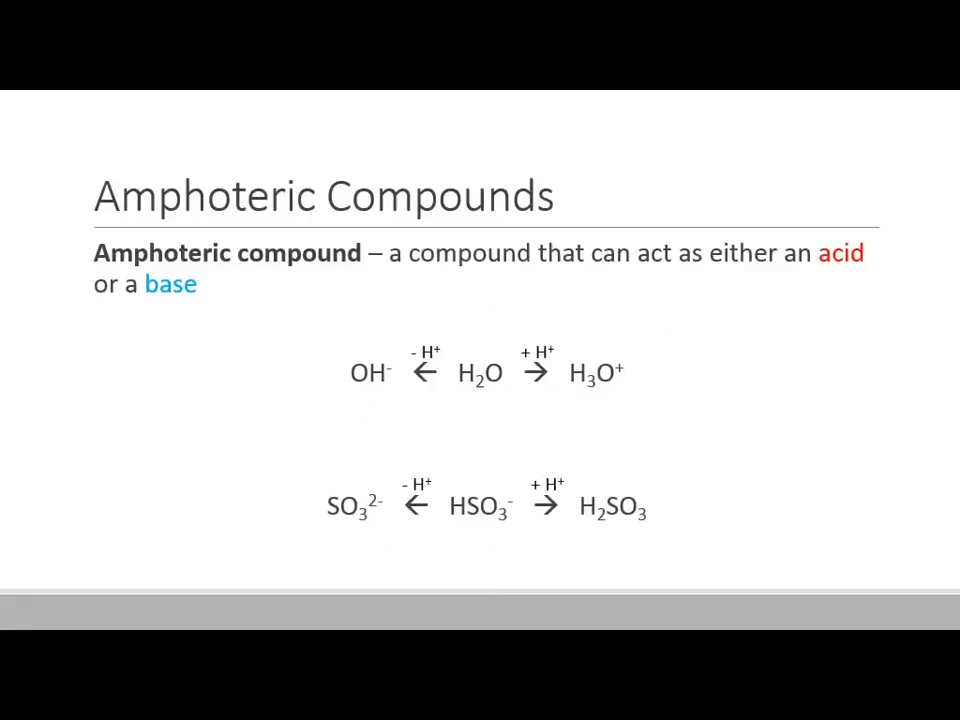 Amphoteric Compounds
Amphoteric compound – a compound that can act as either an acid
or a base
- H⁺ + H⁺
OH⁻ ← H₂O → H₃O⁺
- H⁺ + H⁺
SO₃²⁻ ← HSO₃⁻ → H₂SO₃